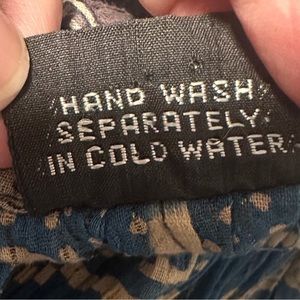 HAND WASH
SEPARATELY
IN COLD WATER